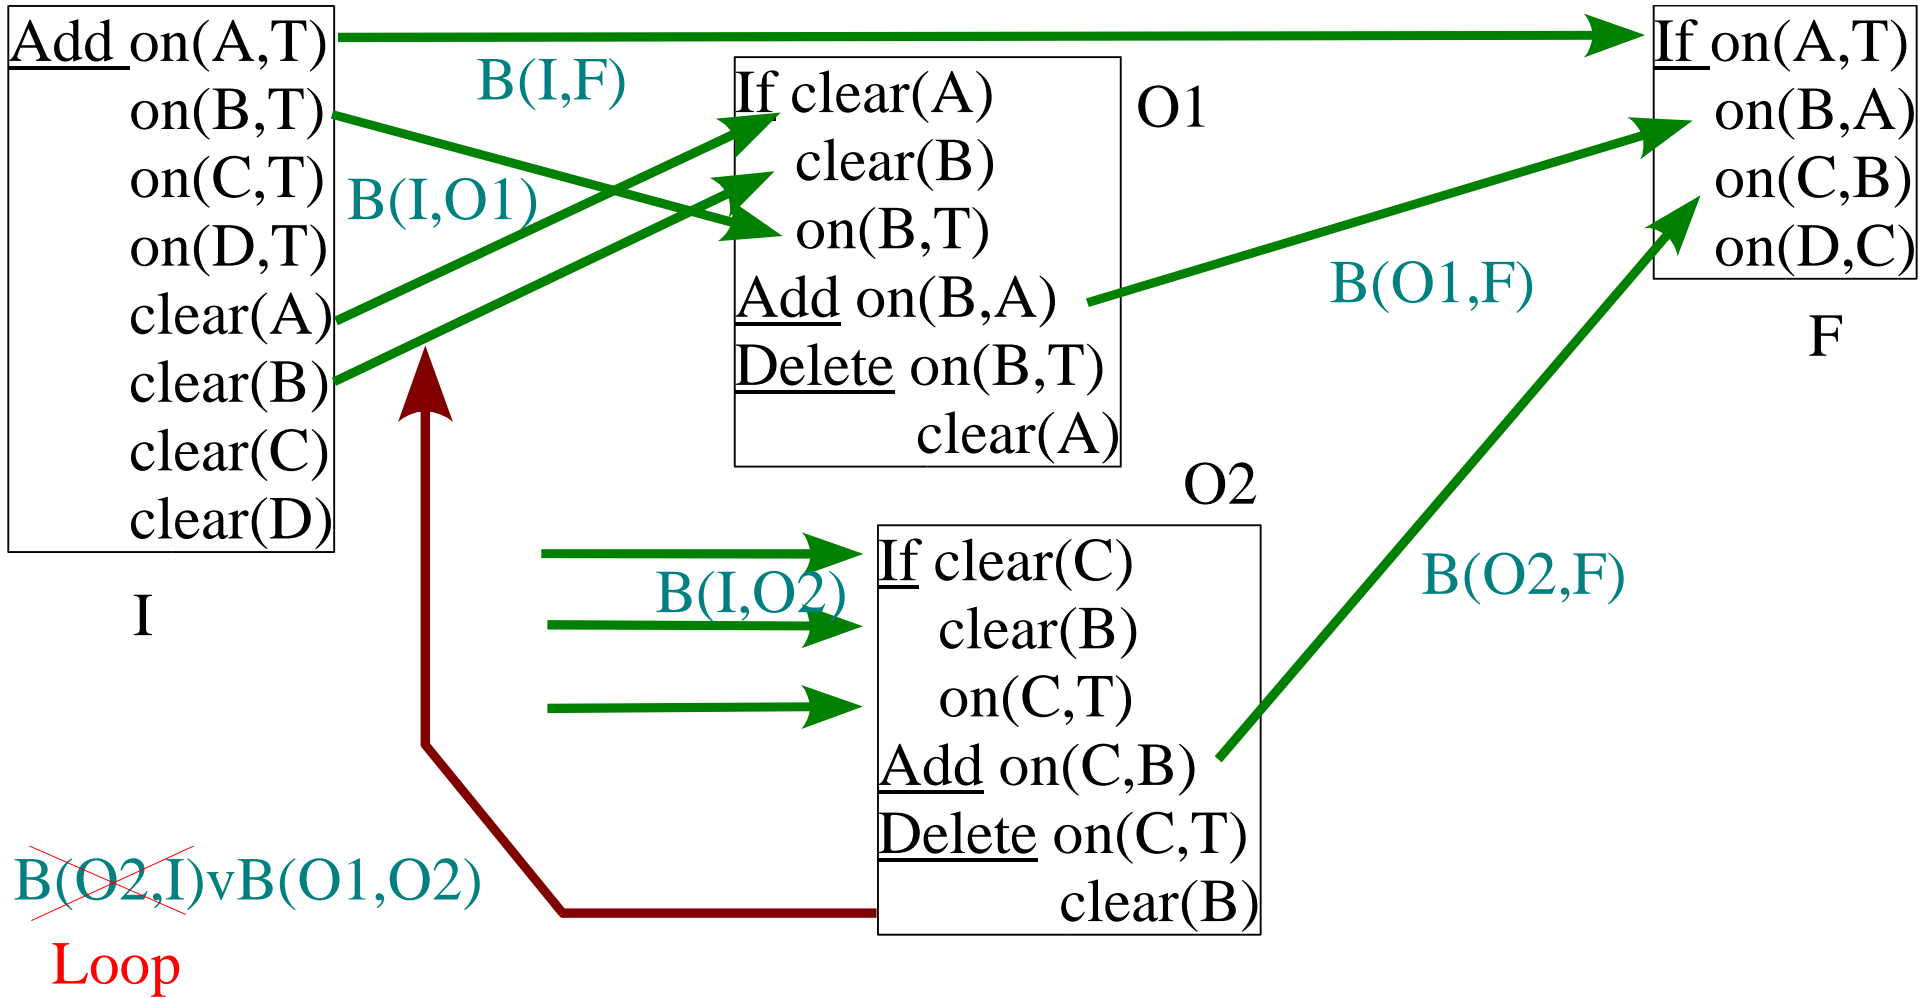 Add on(A,T)
on(B,T)
on(C,T)
on(D,T)
clear(A)
clear(B)
clear(C)
clear(D)
I
B(I,F)
B(I,O1)
If clear(A)
clear(B)
on(B,T)
Add on(B,A)
Delete on(B,T)
clear(A)
O1
If on(A,T)
on(B,A)
on(C,B)
on(D,C)
F
B(O1,F)
O2
B(I,O2)
If clear(C)
clear(B)
on(C,T)
Add on(C,B)
Delete on(C,T)
clear(B)
B(O2,F)
B(O2,I)vB(O1,O2)
Loop